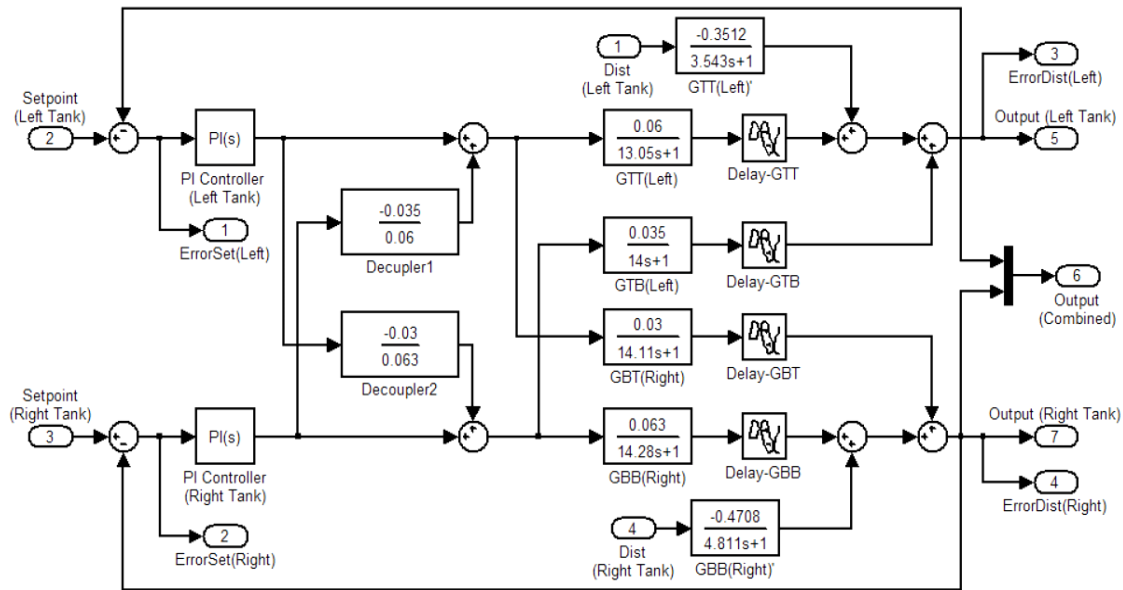 1
Dist
(Left Tank)
-0.3512
3.543s+1
GTT(Left)'
3
ErrorDist(Left)
Setpoint
(Left Tank)
2
PI(s)
PI Controller
(Left Tank)
0.06
13.05s+1
GTT(Left)
Delay-GTT
Output (Left Tank)
5
1
ErrorSet(Left)
-0.035
0.06
Decupler1
0.035
14s+1
GTB(Left)
Delay-GTB
6
Output
(Combined)
-0.03
0.063
Decoupler2
0.03
14.11s+1
GBT(Right)
Delay-GBT
Setpoint
(Right Tank)
3
PI(s)
PI Controller
(Right Tank)
0.063
14.28s+1
GBB(Right)
Delay-GBB
Output (Right Tank)
7
4
ErrorDist(Right)
2
ErrorSet(Right)
4
Dist
(Right Tank)
-0.4708
4.811s+1
GBB(Right)'